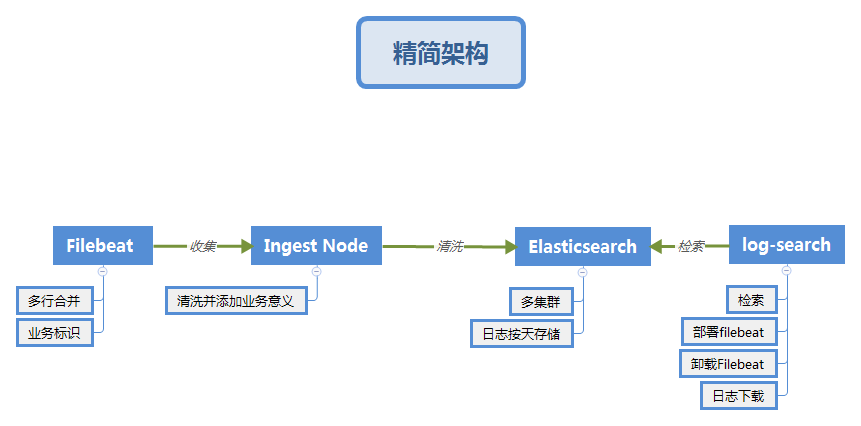 精简架构
Filebeat
收集
Ingest Node
清洗
Elasticsearch
检索
log-search
多行合并
业务标识
清洗并添加业务意义
多集群
日志按天存储
检索
部署filebeat
卸载Filebeat
日志下载